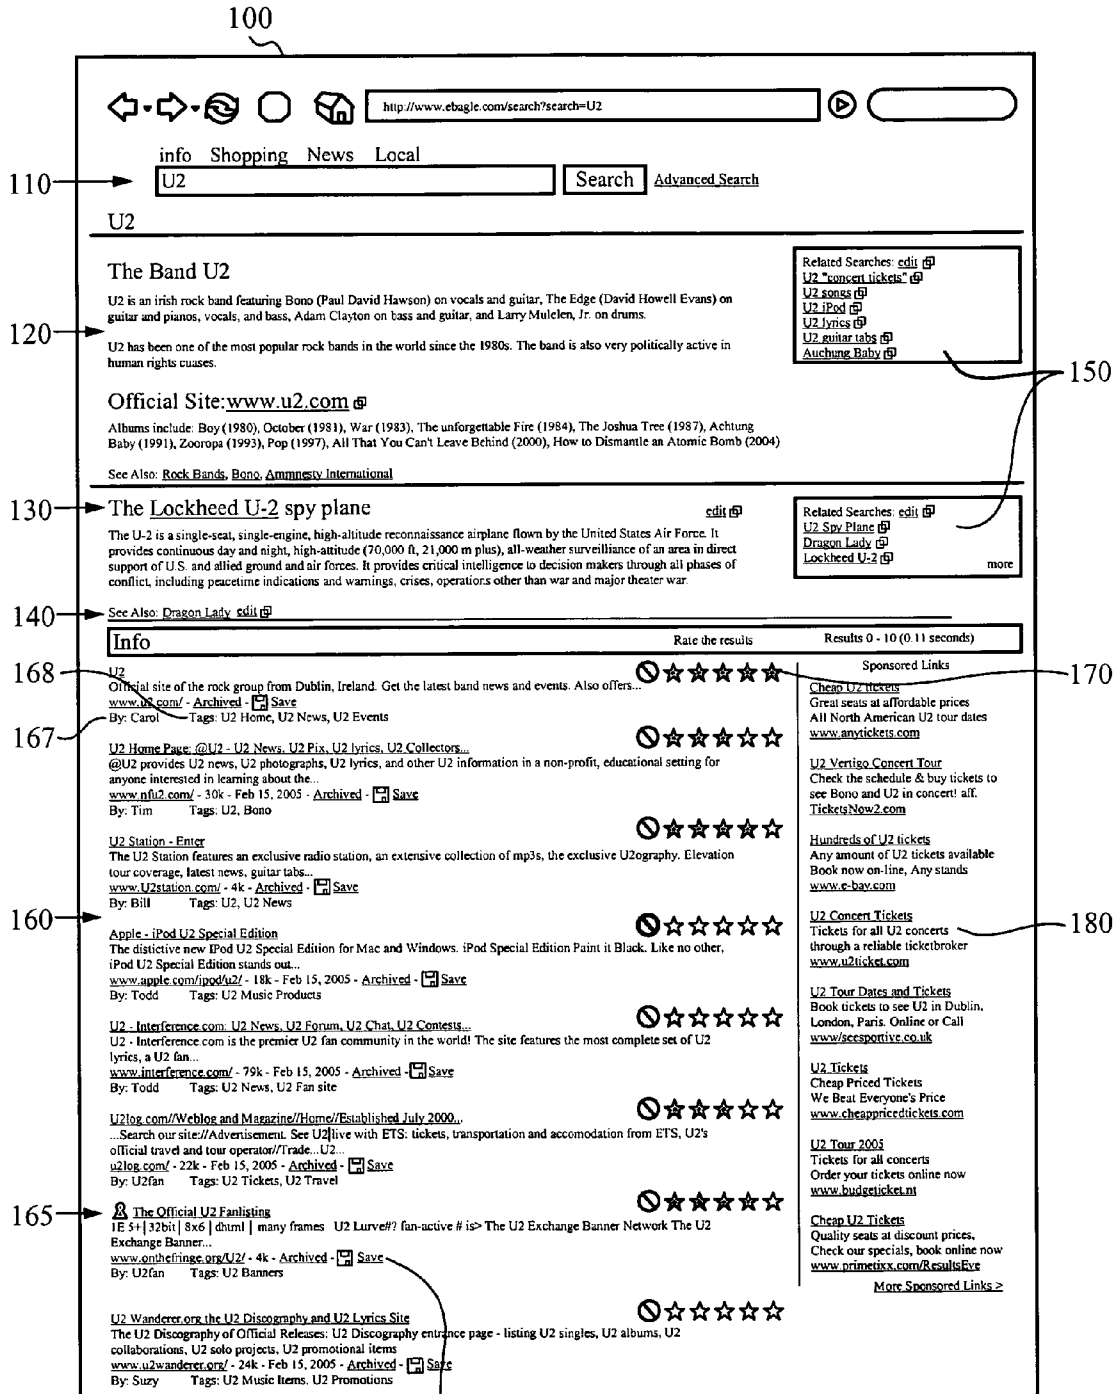 100
http://www.ebagle.com/search?search=U2
info Shopping News Local
110
U2
Search
Advanced Search
U2
The Band U2
U2 is an irish rock band featuring Bono (Paul David Hawson) on vocals and guitar, The Edge (David Howell Evans) on
guitar and pianos, vocals, and bass, Adam Clayton on bass and guitar, and Larry Mulelen, Jr. on drums.
120
U2 has been one of the most popular rock bands in the world since the 1980s. The band is also very politically active in
human rights cuases.
Official Site:www.u2.com
Albums include: Boy (1980), October (1981), War (1983), The unforgettable Fire (1984), The Joshua Tree (1987), Achtung
Baby (1991), Zooropa (1993), Pop (1997), All That You Can't Leave Behind (2000), How to Dismantle an Atomic Bomb (2004)
See Also: Rock Bands, Bono, Ammnesty International
Related Searches: edit
U2 "concert tickets"
U2 songs
U2 iPod
U2 lyrics
U2 guitar tabs
Auchung Baby
150
130
The Lockheed U-2 spy plane
edit
The U-2 is a single-seat, single-engine, high-altitude reconnaissance airplane flown by the United States Air Force. It
provides continuous day and night, high-attitude (70,000 ft, 21,000 m plus), all-weather surveilliance of an area in direct
support of U.S. and allied ground and air forces. It provides critical intelligence to decision makers through all phases of
conflict, including peacetime indications and warnings, crises, operations other than war and major theater war.
Related Searches: edit
U2 Spy Plane
Dragon Lady
Lockheed U-2
more
140
See Also: Dragon Lady edit
Info
Rate the results
Results 0 - 10 (0.11 seconds)
168
170
167
U2
Official site of the rock group from Dublin, Ireland. Get the latest band news and events. Also offers...
www.u2.com/ - Archived - Save
By: Carol Tags: U2 Home, U2 News, U2 Events
U2 Home Page: @U2 - U2 News, U2 Pix, U2 lyrics, U2 Collectors...
@U2 provides U2 news, U2 photographs, U2 lyrics, and other U2 information in a non-profit, educational setting for
anyone interested in learning about the...
www.nfu2.com/ - 30k - Feb 15, 2005 - Archived - Save
By: Tim Tags: U2, Bono
U2 Station - Enter
The U2 Station features an exclusive radio station, an extensive collection of mp3s, the exclusive U2ography. Elevation
tour coverage, latest news, guitar tabs...
www.U2station.com/ - 4k - Archived - Save
By: Bill Tags: U2, U2 News
160
Apple - iPod U2 Special Edition
The distictive new IPod U2 Special Edition for Mac and Windows. iPod Special Edition Paint it Black. Like no other,
iPod U2 Special Edition stands out...
www.apple.com/ipod/u2/ - 18k - Feb 15, 2005 - Archived - Save
By: Todd Tags: U2 Music Products
U2 - Interference.com: U2 News, U2 Forum, U2 Chat, U2 Contests...
U2 - Interference.com is the premier U2 fan community in the world! The site features the most complete set of U2
lyrics, a U2 fan...
www.interference.com/ - 79k - Feb 15, 2005 - Archived - Save
By: Todd Tags: U2 News, U2 Fan site
U2log.com//Weblog and Magazine//Home//Established July 2000...
...Search our site://Advertisement. See U2|live with ETS: tickets, transportation and accomodation from ETS, U2's
official travel and tour operator//Trade...U2...
u2log.com/ - 22k - Feb 15, 2005 - Archived - Save
By: U2fan Tags: U2 Tickets, U2 Travel
165
The Official U2 Fanlisting
IE 5+| 32bit | 8x6 | dhtml | many frames U2 Lurve#? fan-active # is> The U2 Exchange Banner Network The U2
Exchange Banner...
www.onthefringe.org/U2/ - 4k - Archived - Save
By: U2fan Tags: U2 Banners
U2 Wanderer.org the U2 Discography and U2 Lyrics Site
The U2 Discography of Official Releases: U2 Discography entrance page - listing U2 singles, U2 albums, U2
collaborations, U2 solo projects, U2 promotional items
www.u2wanderer.org/ - 24k - Feb 15, 2005 - Archived - Save
By: Suzy Tags: U2 Music Items, U2 Promotions
Sponsored Links
Cheap U2 tickets
Great seats at affordable prices
All North American U2 tour dates
www.anytickets.com
U2 Vertigo Concert Tour
Check the schedule & buy tickets to
see Bono and U2 in concert! aff.
TicketsNow2.com
Hundreds of U2 tickets
Any amount of U2 tickets available
Book now on-line, Any stands
www.e-bay.com
U2 Concert Tickets
Tickets for all U2 concerts
through a reliable ticketbroker
www.u2ticket.com
180
U2 Tour Dates and Tickets
Book tickets to see U2 in Dublin,
London, Paris. Online or Call
www/seesportive.co.uk
U2 Tickets
Cheap Priced Tickets
We Beat Everyone's Price
www.cheappricedtickets.com
U2 Tour 2005
Tickets for all concerts
Order your tickets online now
www.budgeticket.nt
Cheap U2 Tickets
Quality seats at discount prices,
Check our specials, book online now
www.primetixx.com/ResultsEve
More Sponsored Links >